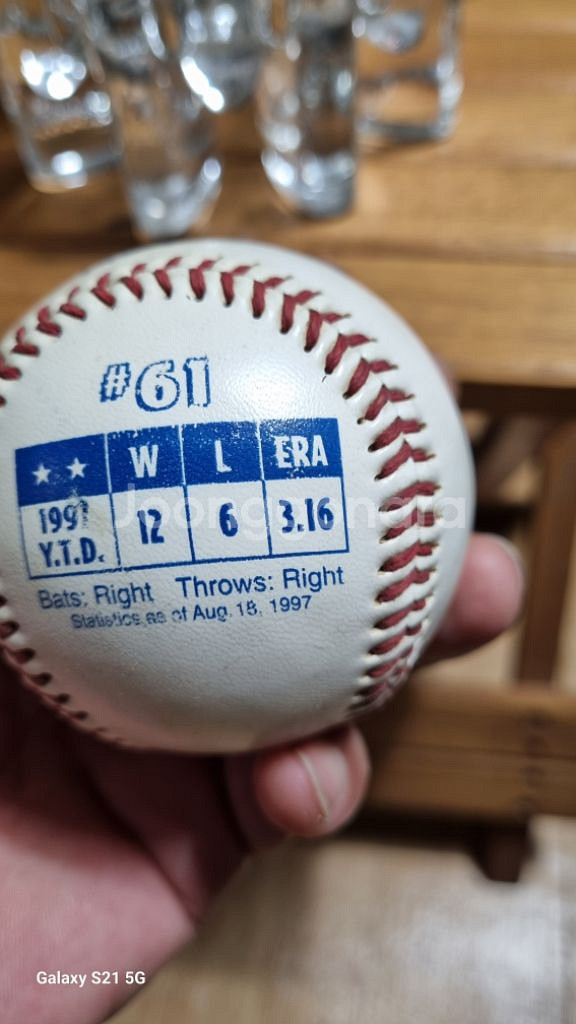 #61
★ ★ W L ERA
1997 12 6 3.16
Y.T.D.
Joonggonara
Bats: Right Throws: Right
Statistics as of Aug. 18, 1997
Galaxy S21 5G